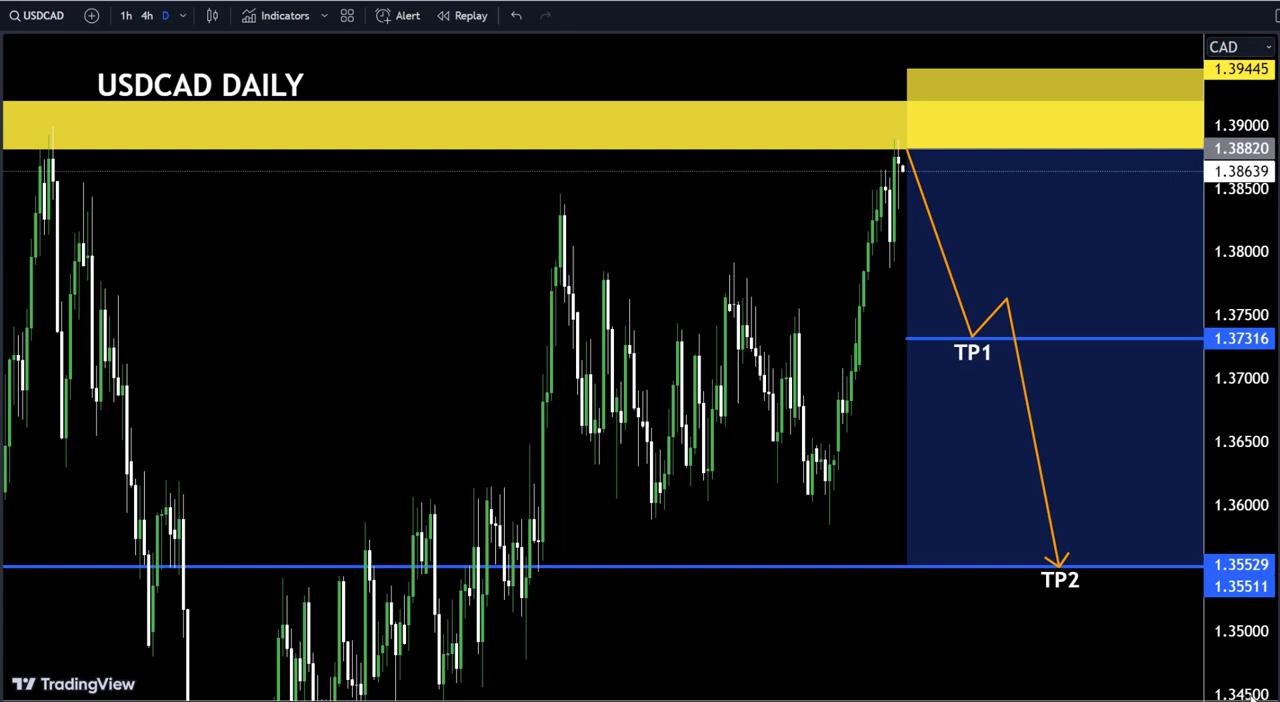 USDCAD 1h 4h D Indicators Alert Replay
CAD
USDCAD DAILY
1.39445
1.39000
1.38820
1.38639
1.38500
1.38000
1.37500
1.37316
TP1
1.37000
1.36500
1.36000
1.35529
TP2
1.35511
1.35000
TradingView
1.34500